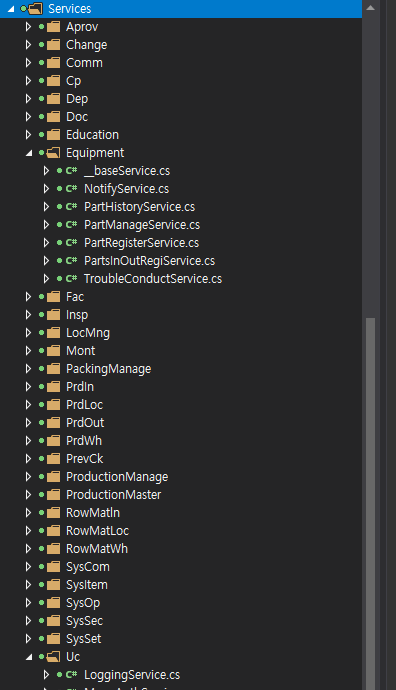 Services
Aprov
Change
Comm
Cp
Dep
Doc
Education
Equipment
C# __baseService.cs
C# NotifyService.cs
C# PartHistoryService.cs
C# PartManageService.cs
C# PartRegisterService.cs
C# PartsInOutRegiService.cs
C# TroubleConductService.cs
Fac
Insp
LocMng
Mont
PackingManage
PrdIn
PrdLoc
PrdOut
PrdWh
PrevCk
ProductionManage
ProductionMaster
RowMatIn
RowMatLoc
RowMatWh
SysCom
SysItem
SysOp
SysSec
SysSet
Uc
C# LoggingService.cs